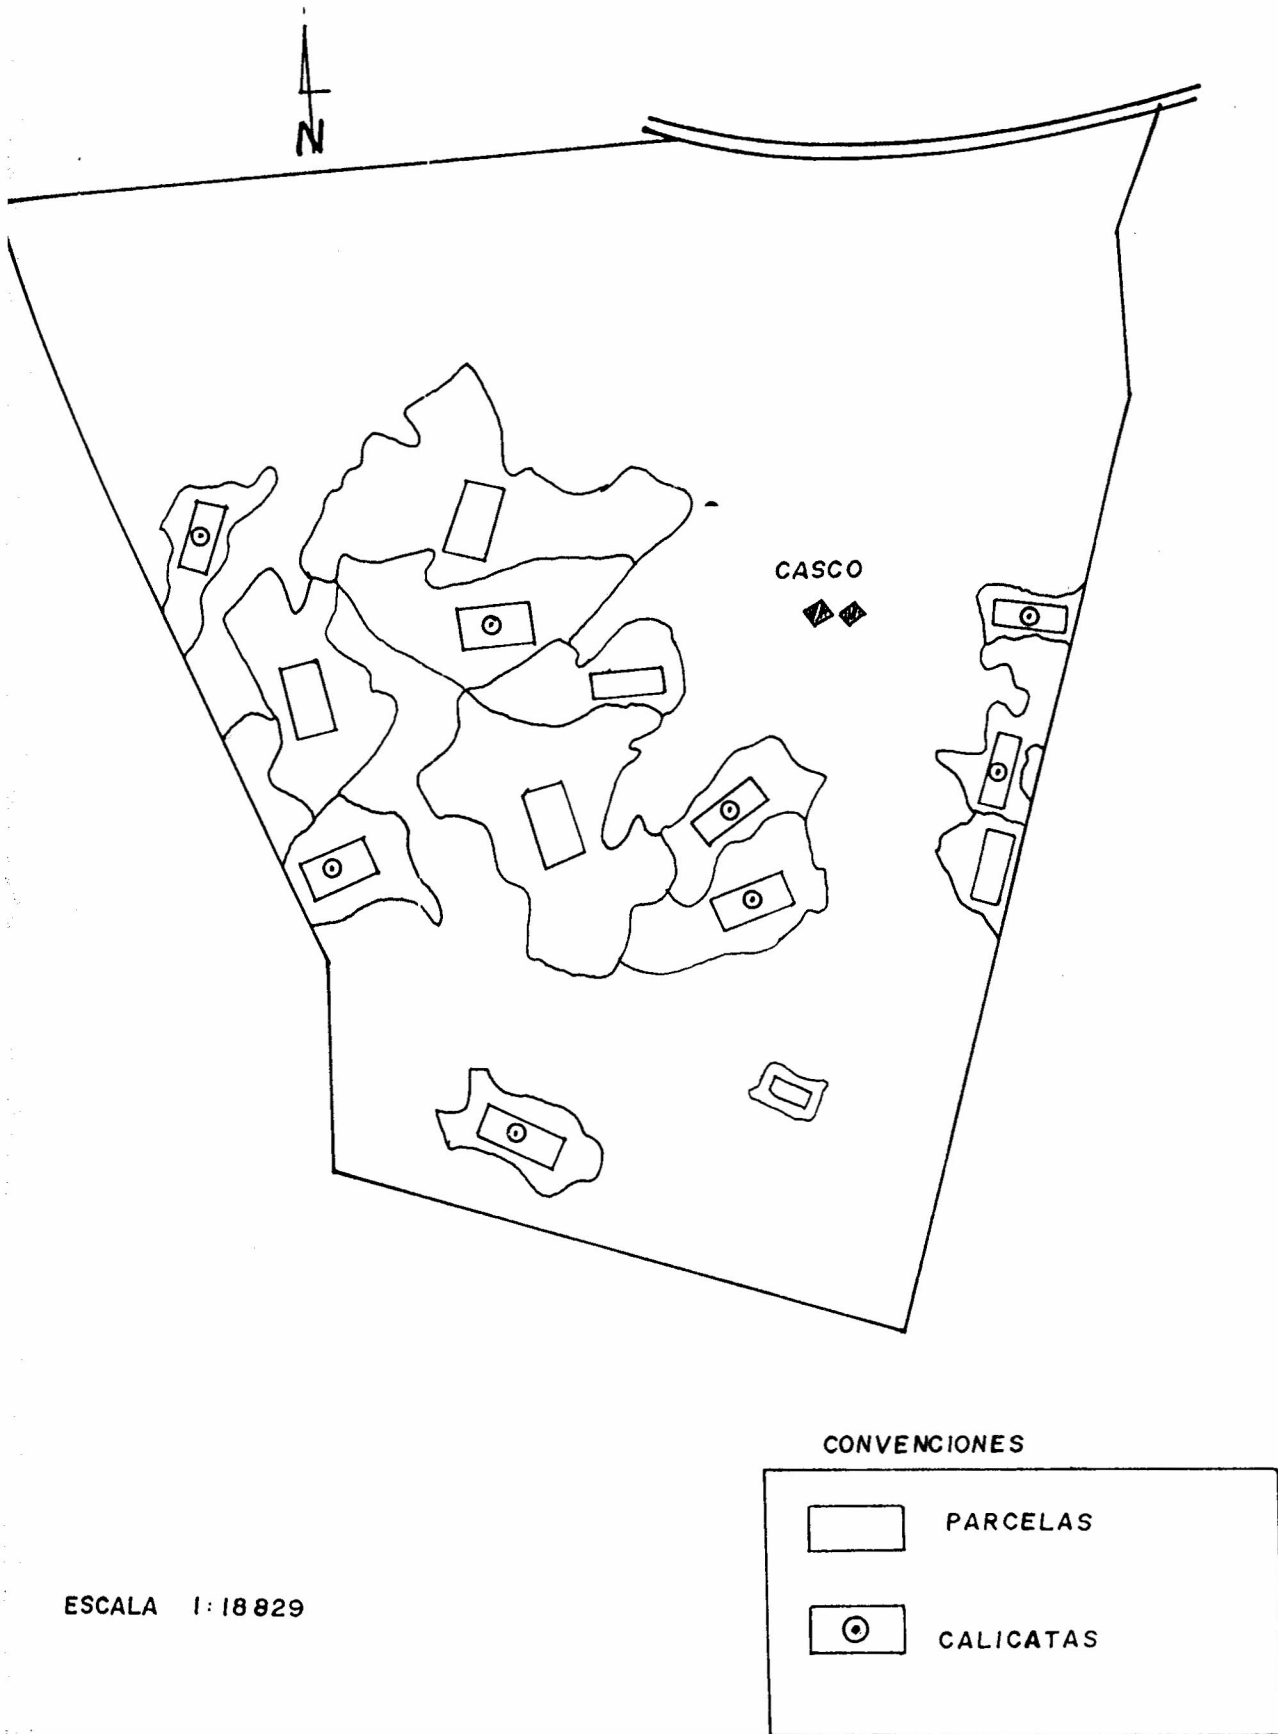 N
CASCO
CONVENCIONES
PARCELAS
CALICATAS
ESCALA 1:18829